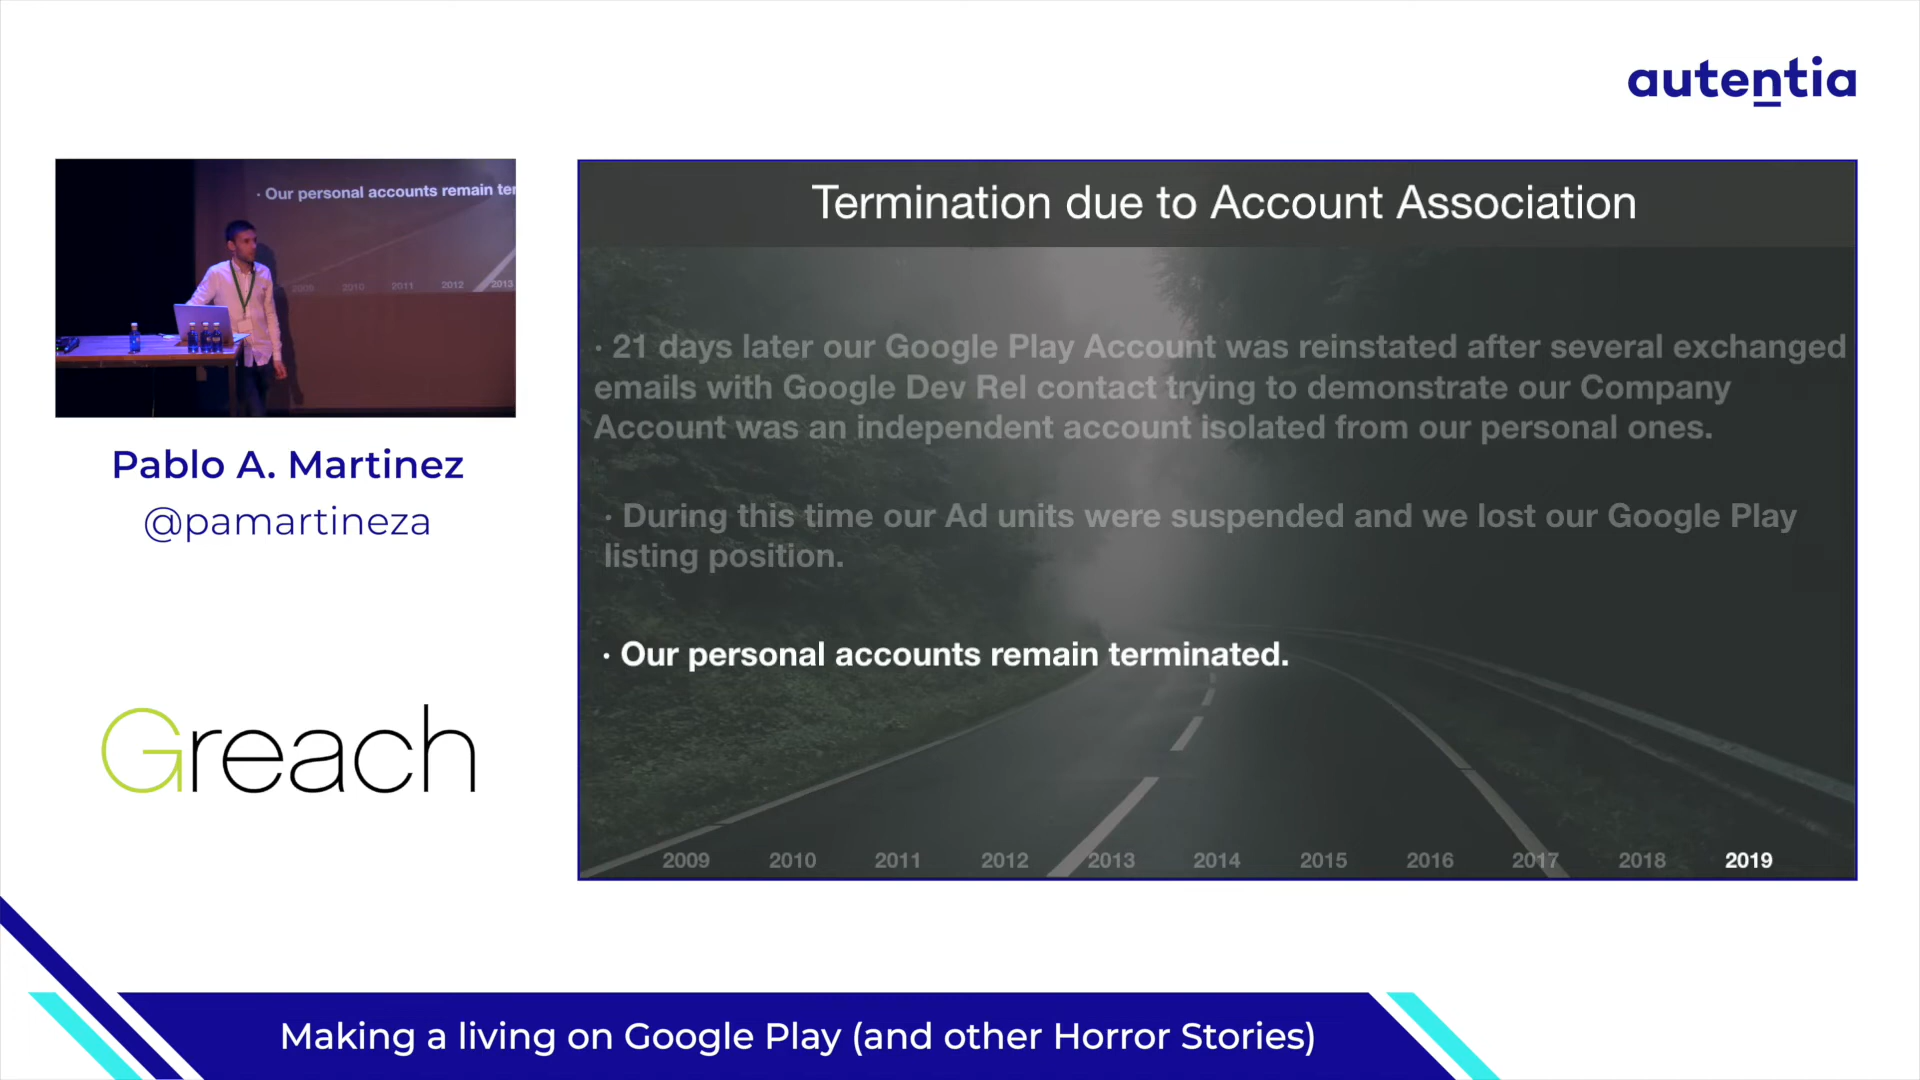 autentia
· Our personal accounts remain ter
2009 2010 2011 2012 2013
Pablo A. Martinez
@pamartineza
Greach
Termination due to Account Association
· 21 days later our Google Play Account was reinstated after several exchanged
emails with Google Dev Rel contact trying to demonstrate our Company
Account was an independent account isolated from our personal ones.
· During this time our Ad units were suspended and we lost our Google Play
listing position.
· Our personal accounts remain terminated.
2009 2010 2011 2012 2013 2014 2015 2016 2017 2018 2019
Making a living on Google Play (and other Horror Stories)